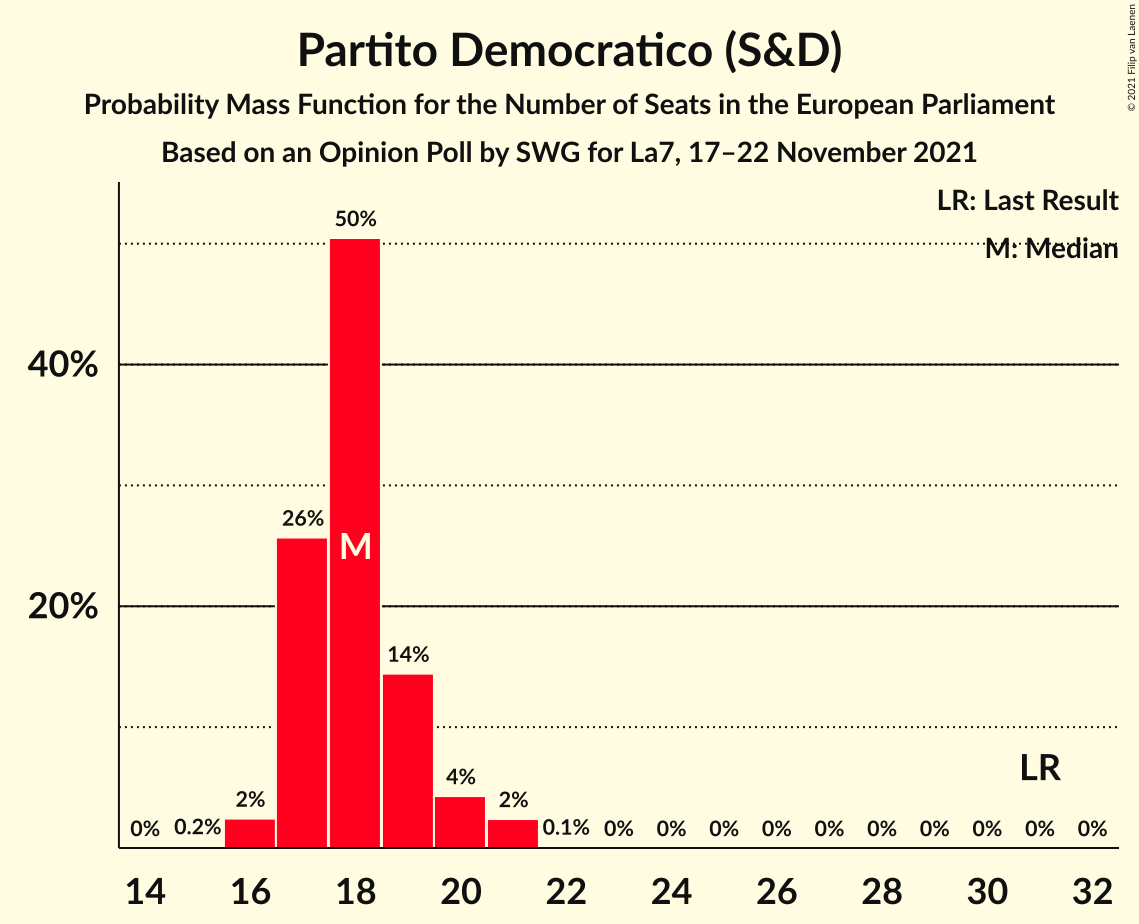 Partito Democratico (S&D)
Probability Mass Function for the Number of Seats in the European Parliament
Based on an Opinion Poll by SWG for La7, 17–22 November 2021
© 2021 Filip van Laenen
LR: Last Result
M: Median
50%
40%
26%
M
20%
14%
LR
4%
2% 2%
0% 0.2% 0.1% 0% 0% 0% 0% 0% 0% 0% 0% 0% 0%
14 16 18 20 22 24 26 28 30 32